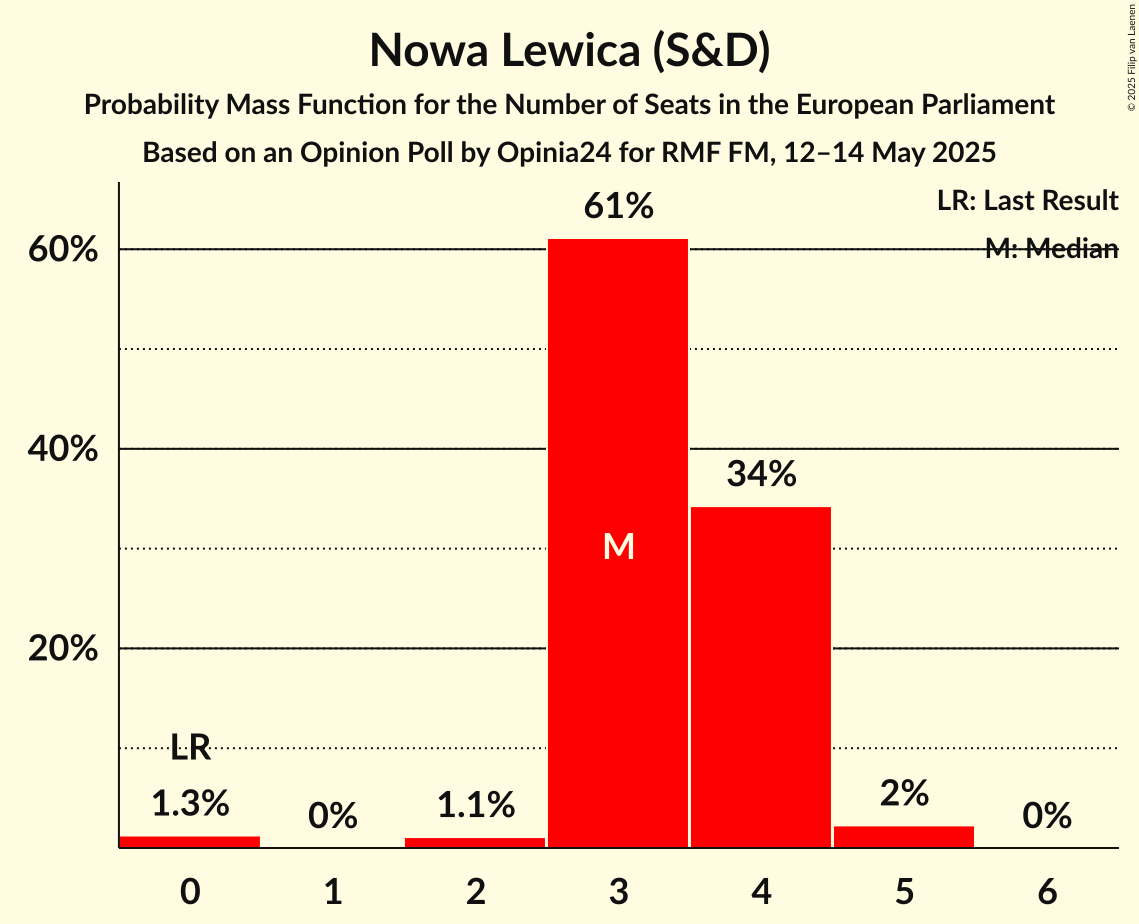 Nowa Lewica (S&D)
Probability Mass Function for the Number of Seats in the European Parliament
Based on an Opinion Poll by Opinia24 for RMF FM, 12–14 May 2025
© 2025 Filip van Laenen
LR: Last Result
M: Median
60%
40%
20%
61%
34%
M
LR
1.3%
0%
1.1%
2%
0%
0
1
2
3
4
5
6